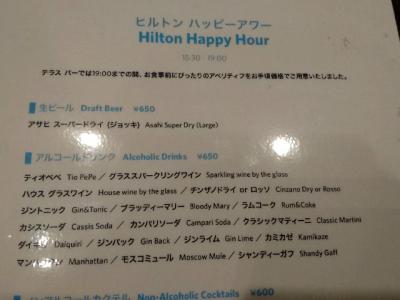 ヒルトン ハッピーアワー
Hilton Happy Hour
15:30 - 19:00
テラス バーでは19:00までの間、お食事前にぴったりのアペリティフをお手頃価格でご用意いたしました。
生ビール Draft Beer ¥650
アサヒ スーパードライ (ジョッキ) Asahi Super Dry (Large)
アルコールドリンク Alcoholic Drinks ¥650
ティオペペ Tio PePe / グラススパークリングワイン Sparkling wine by the glass
ハウス グラスワイン House wine by the glass / チンザノドライ or ロッソ Cinzano Dry or Rosso
ジントニック Gin&Tonic / ブラッディーマリー Bloody Mary / ラムコーク Rum&Coke
カシスソーダ Cassis Soda / カンパリソーダ Campari Soda / クラシックマティーニ Classic Martini
ダイキリ Daiquiri / ジンバック Gin Back / ジンライム Gin Lime / カミカゼ Kamikaze
マンハッタン Manhattan / モスコミュール Moscow Mule / シャンディーガフ Shandy Gaff
ノンアルコールカクテル Non-Alcoholic Cocktails ¥600